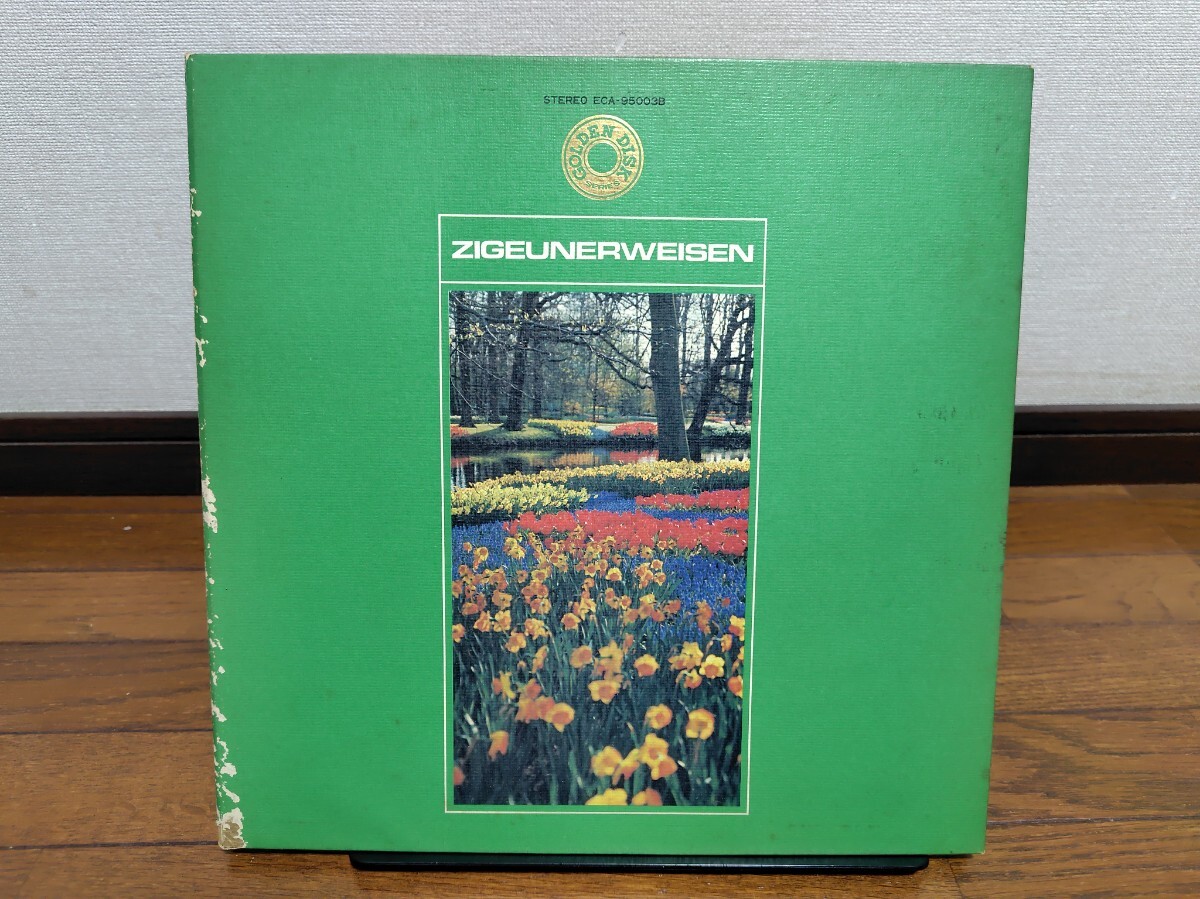 STEREO ECA-95003B
GOLDEN DISK
SERIES
ZIGEUNERWEISEN